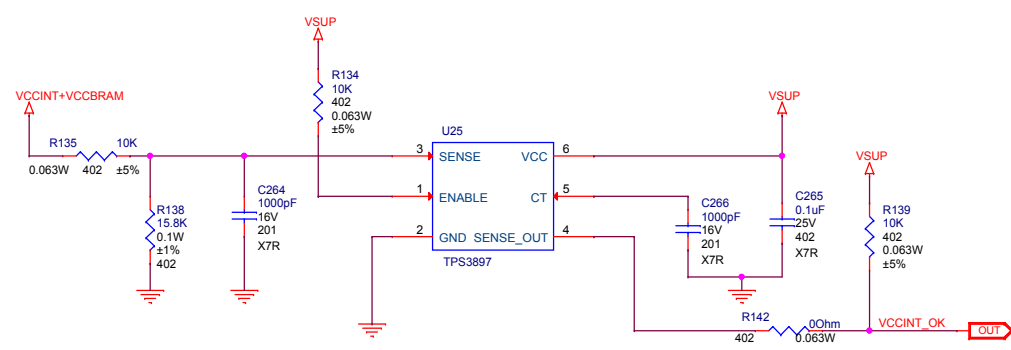 VSUP
R134
10K
402
0.063W
±5%
VCCINT+VCCBRAM
R135 10K
0.063W 402 ±5%
R138
15.8K
0.1W
±1%
402
C264
1000pF
16V
201
X7R
U25
3 SENSE VCC 6
1 ENABLE CT 5
2 GND SENSE_OUT 4
TPS3897
C266
1000pF
16V
201
X7R
VSUP
C265
0.1uF
25V
402
X7R
VSUP
R139
10K
402
0.063W
±5%
R142 0Ohm
402 0.063W
VCCINT_OK
OUT